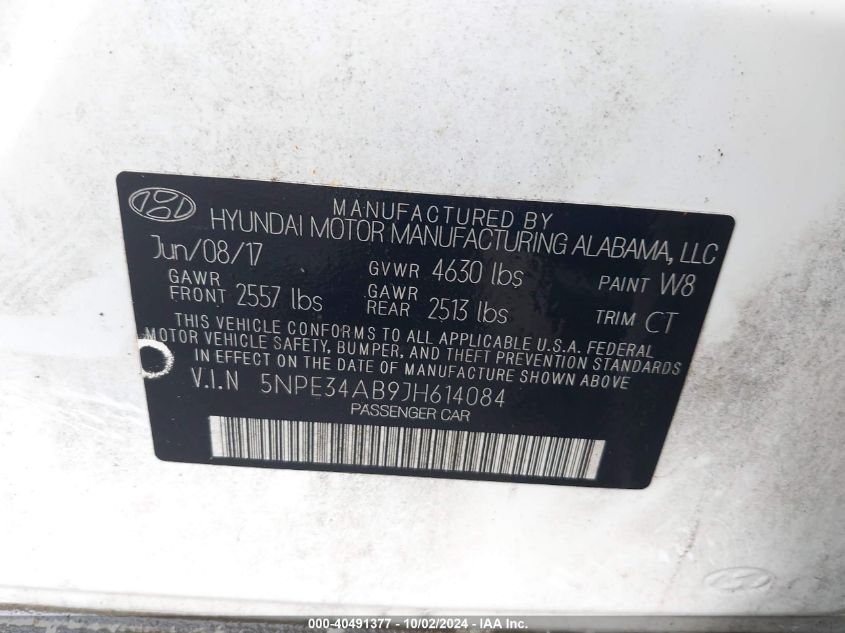 MANUFACTURED BY
HYUNDAI MOTOR MANUFACTURING ALABAMA, LLC
Jun/08/17
GVWR 4630 lbs
PAINT W8
GAWR
FRONT 2557 lbs
GAWR
REAR 2513 lbs
TRIM CT
THIS VEHICLE CONFORMS TO ALL APPLICABLE U.S.A. FEDERAL
MOTOR VEHICLE SAFETY, BUMPER, AND THEFT PREVENTION STANDARDS
IN EFFECT ON THE DATE OF MANUFACTURE SHOWN ABOVE
V.I.N 5NPE34AB9JH614084
PASSENGER CAR
000-40491377 - 10/02/2024 - IAA Inc.